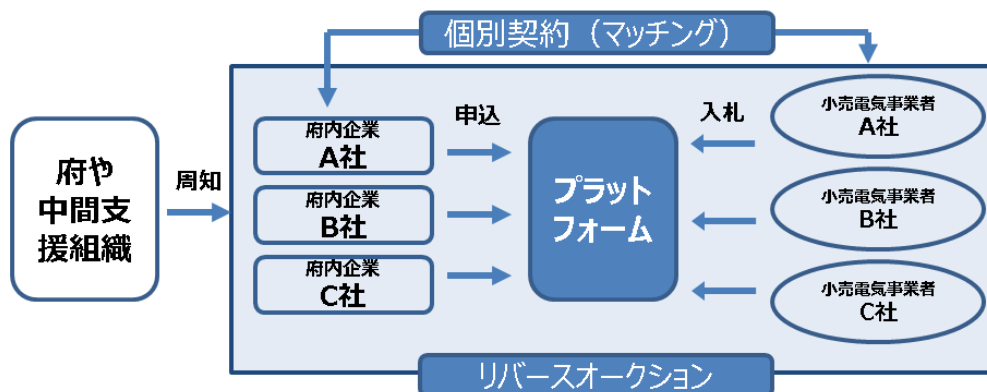 個別契約（マッチング）
府や
中間支
援組織
周知
府内企業
A社
府内企業
B社
府内企業
C社
申込
プラット
フォーム
入札
小売電気事業者
A社
小売電気事業者
B社
小売電気事業者
C社
リバースオークション